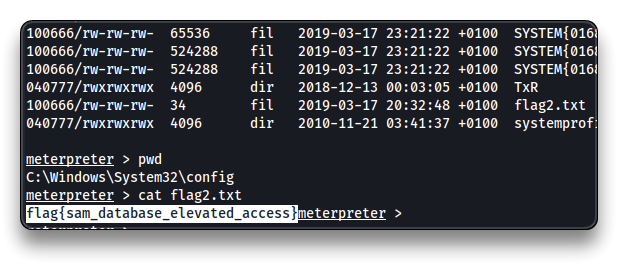 100666/rw-rw-rw- 65536 fil 2019-03-17 23:21:22 +0100 SYSTEM{0168
100666/rw-rw-rw- 524288 fil 2019-03-17 23:21:22 +0100 SYSTEM{0168
100666/rw-rw-rw- 524288 fil 2019-03-17 23:21:22 +0100 SYSTEM{0168
040777/rwxrwxrwx 4096 dir 2018-12-13 00:03:05 +0100 TxR
100666/rw-rw-rw- 34 fil 2019-03-17 20:32:48 +0100 flag2.txt
040777/rwxrwxrwx 4096 dir 2010-11-21 03:41:37 +0100 systemprofi
meterpreter > pwd
C:\Windows\System32\config
meterpreter > cat flag2.txt
flag{sam_database_elevated_access}meterpreter >